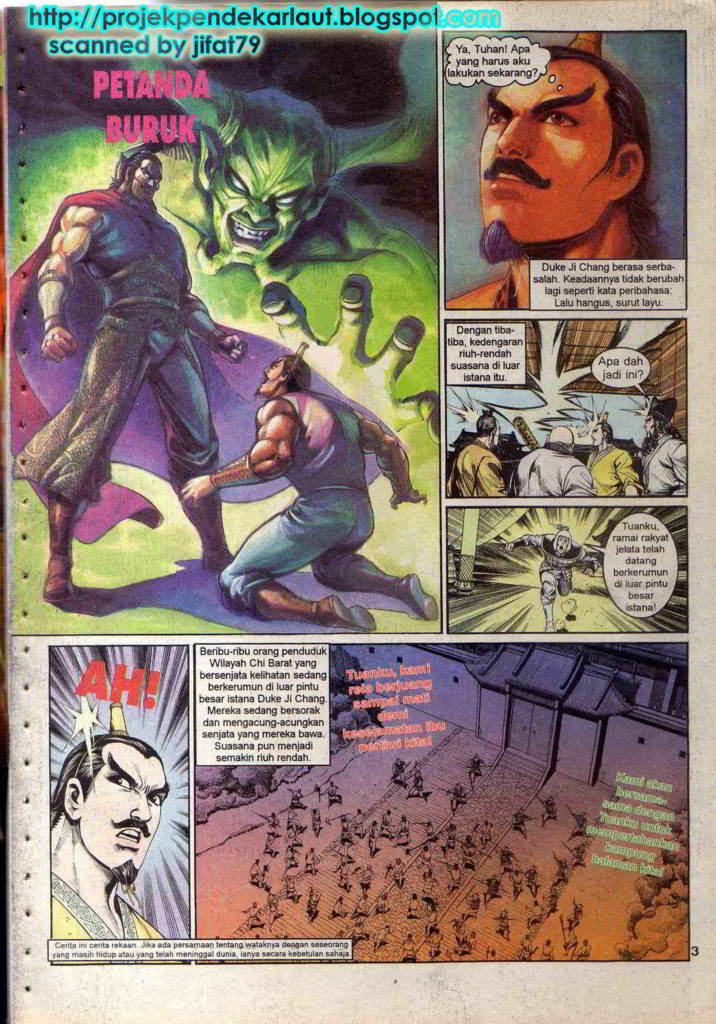 http://projekpendekarlaut.blogspot.com
scanned by jifat79
PETANDA
BURUK
Ya, Tuhan! Apa
yang harus aku
lakukan sekarang?
Duke Ji Chang berasa serba-
salah. Keadaannya tidak berubah
lagi seperti kata peribahasa:
Lalu hangus, surut layu.
Dengan tiba-
tiba, kedengaran
riuh-rendah
suasana di luar
istana itu.
Apa dah
jadi ini?
Tuanku,
ramai rakyat
jelata telah
datang
berkerumun
di luar pintu
besar
istana!
AH!
Beribu-ribu orang penduduk
Wilayah Chi Barat yang
bersenjata kelihatan sedang
berkerumun di luar pintu
besar istana Duke Ji Chang.
Mereka sedang bersorak
dan mengacung-acungkan
senjata yang mereka bawa.
Suasana pun menjadi
semakin riuh rendah.
Tuanku, kami
rela berjuang
sampai mati
demi
keselamatan ibu
pertiwi kita!
Kami akan
bersama-
sama dengan
Tuanku untuk
mempertahankan
kampung
halaman kita!
Cerita ini cerita rekaan. Jika ada persamaan tentang wataknya dengan seseorang
yang masih hidup atau yang telah meninggal dunia, ianya secara kebetulan sahaja.
3